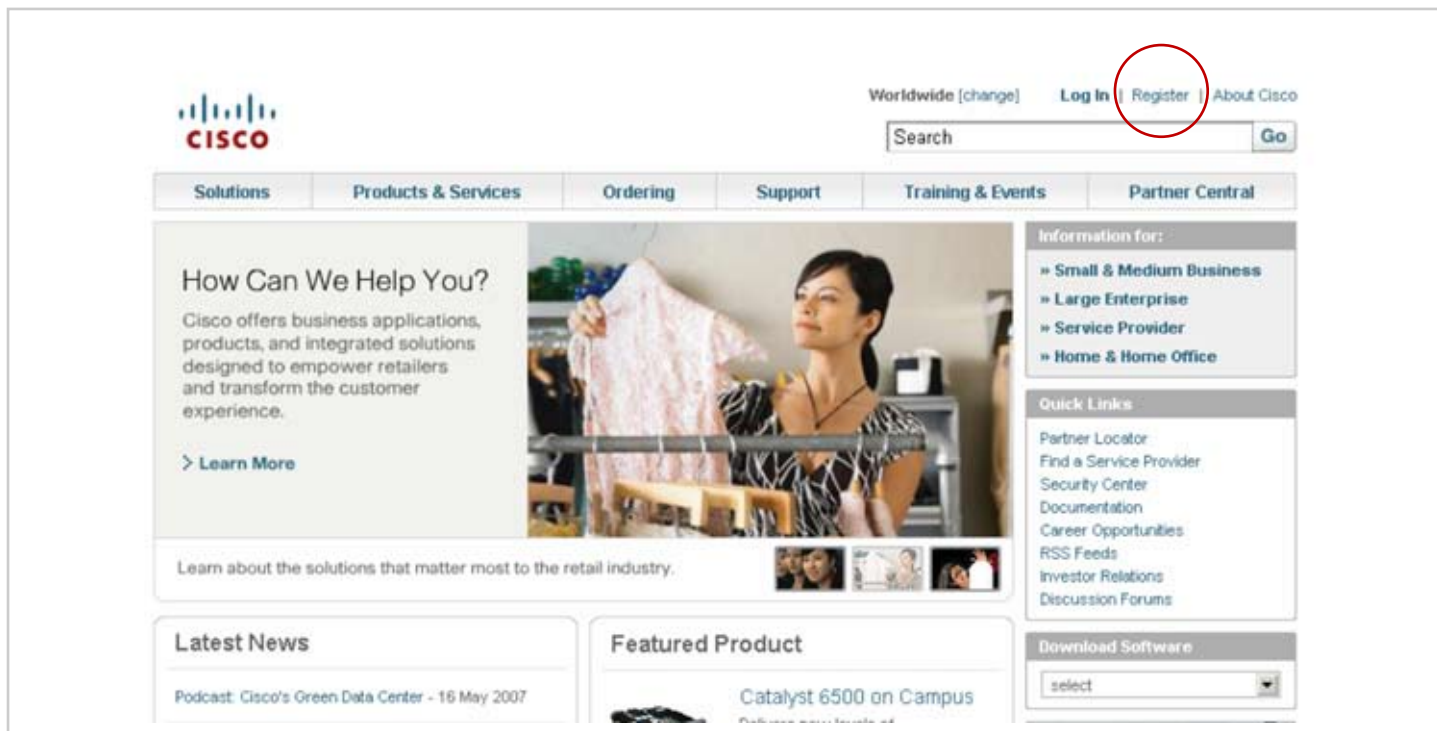 Worldwide [change] Log In | Register | About Cisco
CISCO
Search Go
Solutions Products & Services Ordering Support Training & Events Partner Central
How Can We Help You?
Cisco offers business applications,
products, and integrated solutions
designed to empower retailers
and transform the customer
experience.
> Learn More
Learn about the solutions that matter most to the retail industry.
Information for:
» Small & Medium Business
» Large Enterprise
» Service Provider
» Home & Home Office
Quick Links
Partner Locator
Find a Service Provider
Security Center
Documentation
Career Opportunities
RSS Feeds
Investor Relations
Discussion Forums
Latest News
Podcast: Cisco's Green Data Center - 16 May 2007
Featured Product
Catalyst 6500 on Campus
Download Software
select